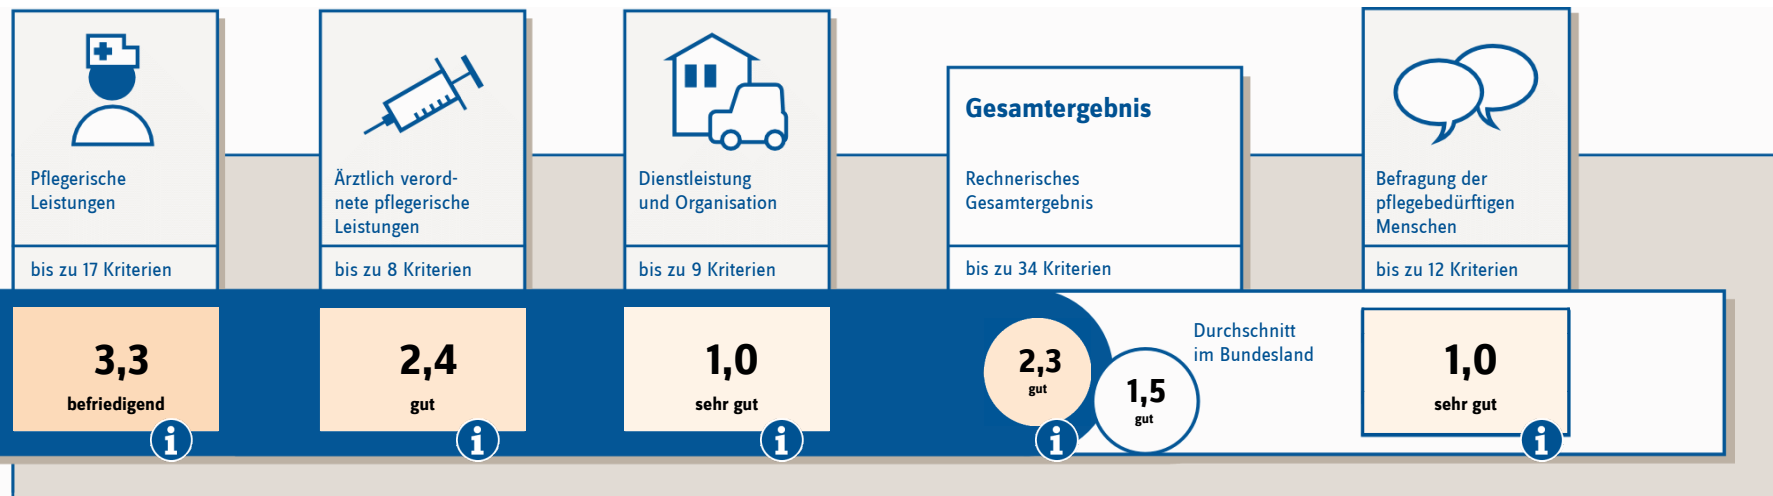 Pflegerische
Leistungen
bis zu 17 Kriterien
3,3
befriedigend
i
Ärztlich verord-
nete pflegerische
Leistungen
bis zu 8 Kriterien
2,4
gut
i
Dienstleistung
und Organisation
bis zu 9 Kriterien
1,0
sehr gut
i
Gesamtergebnis
Rechnerisches
Gesamtergebnis
bis zu 34 Kriterien
2,3
gut
i
1,5
gut
Durchschnitt
im Bundesland
Befragung der
pflegebedürftigen
Menschen
bis zu 12 Kriterien
1,0
sehr gut
i